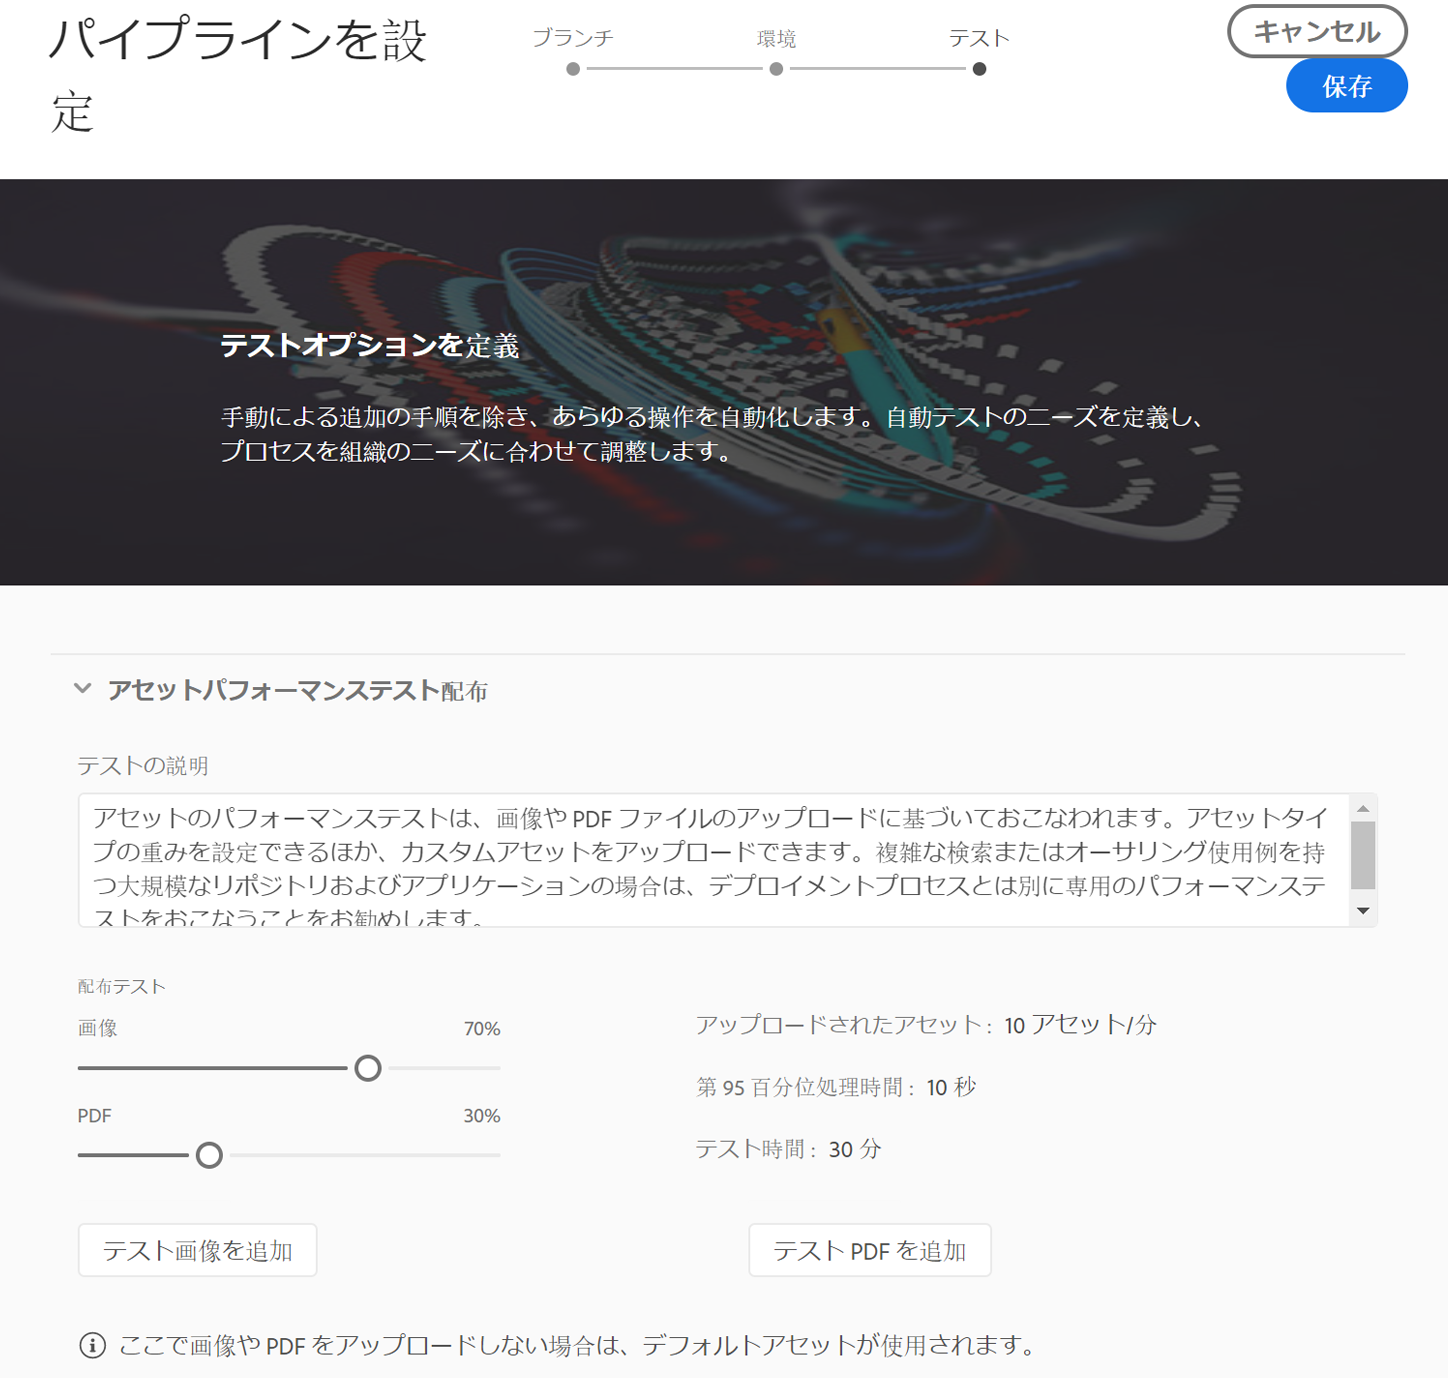 パイプラインを設
定
ブランチ
環境
テスト
キャンセル
保存
テストオプションを定義
手動による追加の手順を除き、あらゆる操作を自動化します。自動テストのニーズを定義し、
プロセスを組織のニーズに合わせて調整します。
アセットパフォーマンステスト配布
テストの説明
アセットのパフォーマンステストは、画像や PDF ファイルのアップロードに基づいておこなわれます。アセットタイ
プの重みを設定できるほか、カスタムアセットをアップロードできます。複雑な検索またはオーサリング使用例を持
つ大規模なリポジトリおよびアプリケーションの場合は、デプロイメントプロセスとは別に専用のパフォーマンステ
ストをおこなうことをお勧めします。
配布テスト
画像 70%
PDF 30%
アップロードされたアセット : 10 アセット/分
第 95 百分位処理時間 : 10 秒
テスト時間 : 30 分
テスト画像を追加
テスト PDF を追加
ここで画像や PDF をアップロードしない場合は、デフォルトアセットが使用されます。